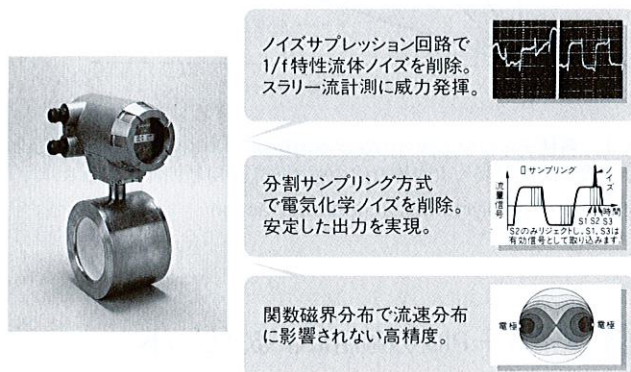 ノイズサプレッション回路で
1/f特性流体ノイズを削除。
スラリー流計測に威力発揮。
分割サンプリング方式
で電気化学ノイズを削除。
安定した出力を実現。
サンプリング
ノイズ
流量信号
時間
S1 S2 S3
S2のみリジェクトし、S1、S3は
有効信号として取り込みます
関数磁界分布で流速分布
に影響されない高精度。
電極
電極